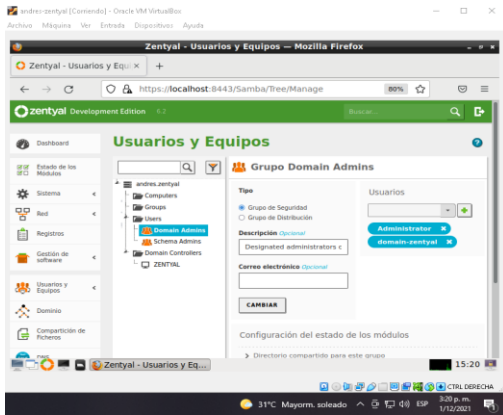 andres-zentyal [Corriendo] - Oracle VM VirtualBox
Archivo Máquina Ver Entrada Dispositivos Ayuda
Zentyal - Usuarios y Equipos — Mozilla Firefox
Zentyal - Usuarios y Equi
https://localhost:8443/Samba/Tree/Manage 80%
zentyal Development Edition
Buscar...
Dashboard
Estado de los Módulos
Sistema
Red
Registros
Gestión de software
Usuarios y Equipos
Dominio
Compartición de Ficheros
DNS
Usuarios y Equipos
andres.zentyal
Computers
Groups
Users
Domain Admins
Schema Admins
Domain Controllers
ZENTYAL
Grupo Domain Admins
Tipo
Grupo de Seguridad
Grupo de Distribución
Descripción Opcional
Designated administrators c
Correo electrónico Opcional
CAMBIAR
Usuarios
Administrator x
domain-zentyal x
Configuración del estado de los módulos
Directorio compartido para este grupo
Zentyal - Usuarios y Eq...
15:20
CTRL DERECHA
31°C Mayorm. soleado
ESP
3:20 p. m.
1/12/2021